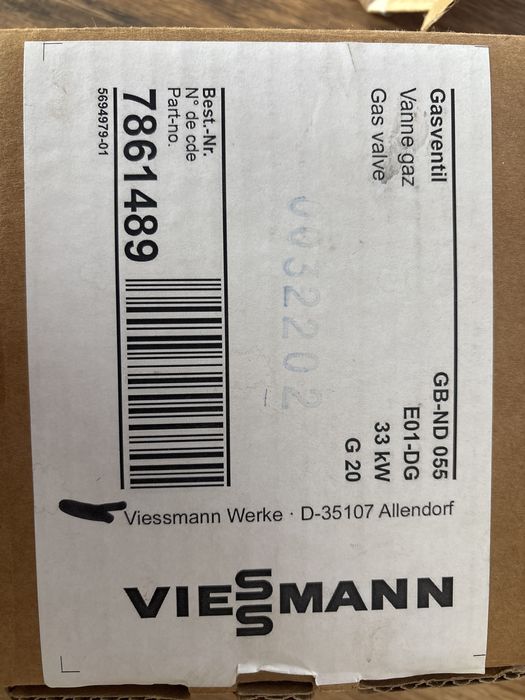 Gasventil GB-ND 055
Vanne gaz E01-DG
Gas valve 33 kW
G 20
0032202
Best.-Nr.
N° de cde
Part-no.
7861489
5694979-01
Viessmann Werke · D-35107 Allendorf
VIESSMANN